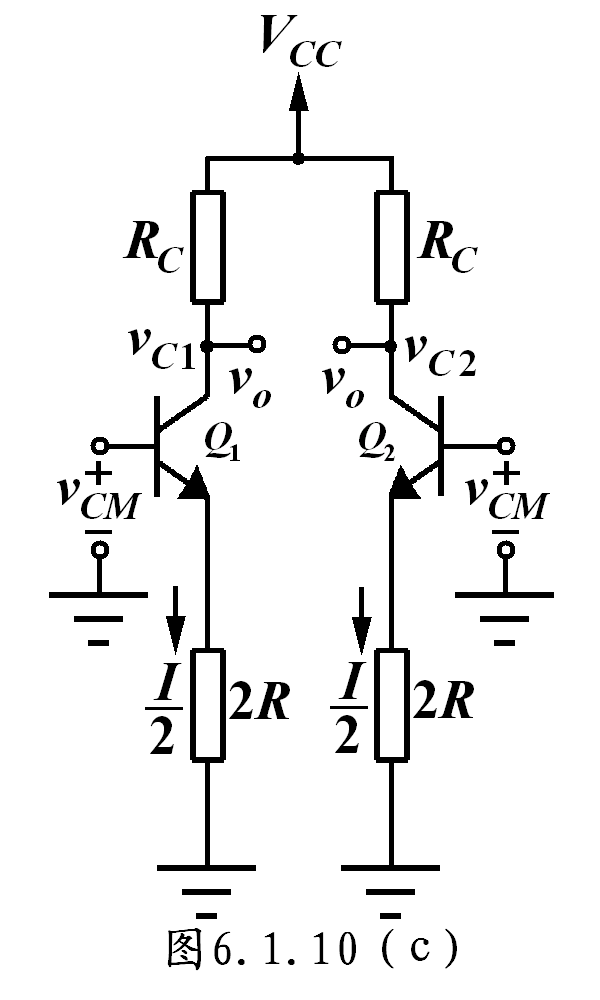 V_CC
R_C R_C
v_C1 v_C2
v_o v_o
Q_1 Q_2
+ +
v_CM v_CM
− −
I/2 2R I/2 2R
图6.1.10(c)